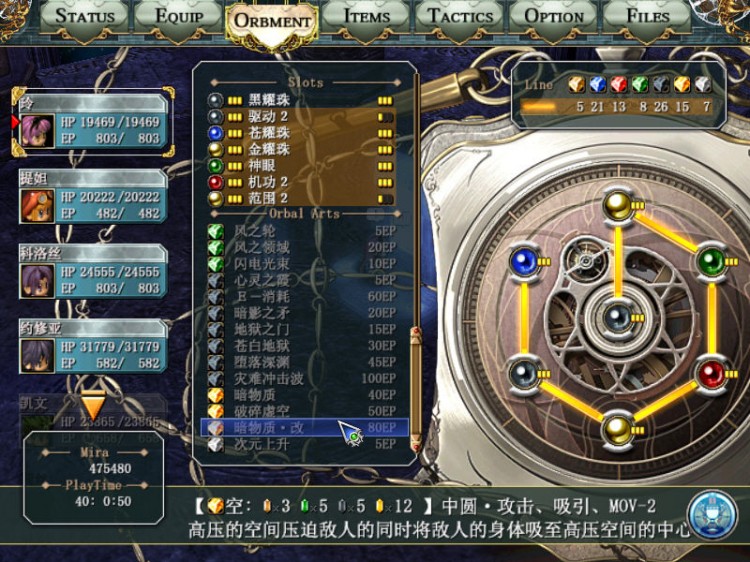 STATUS EQUIP ORBMENT ITEMS TACTICS OPTION FILES
玲
HP 19469/19469
EP 803/ 803
提妲
HP 20222/20222
EP 482/ 482
科洛丝
HP 24555/24555
EP 803/ 803
约修亚
HP 31779/31779
EP 582/ 582
凯文
HP 23865/23865
Mira
475480
PlayTime
40: 0:50
Slots
黑耀珠
驱动 2
苍耀珠
金耀珠
神眼
机功 2
范围 2
Orbal Arts
风之轮 5EP
风之领域 20EP
闪电光束 10EP
心灵之霞 5EP
E－消耗 60EP
暗影之矛 20EP
地狱之门 15EP
苍白地狱 30EP
堕落深渊 45EP
灾难冲击波 100EP
暗物质 40EP
破碎虚空 50EP
暗物质·改 80EP
次元上升 5EP
Line
5 21 13 8 26 15 7
【空: ×3 ×5 ×5 ×12 】中圆·攻击、吸引、MOV-2
高压的空间压迫敌人的同时将敌人的身体吸至高压空间的中心